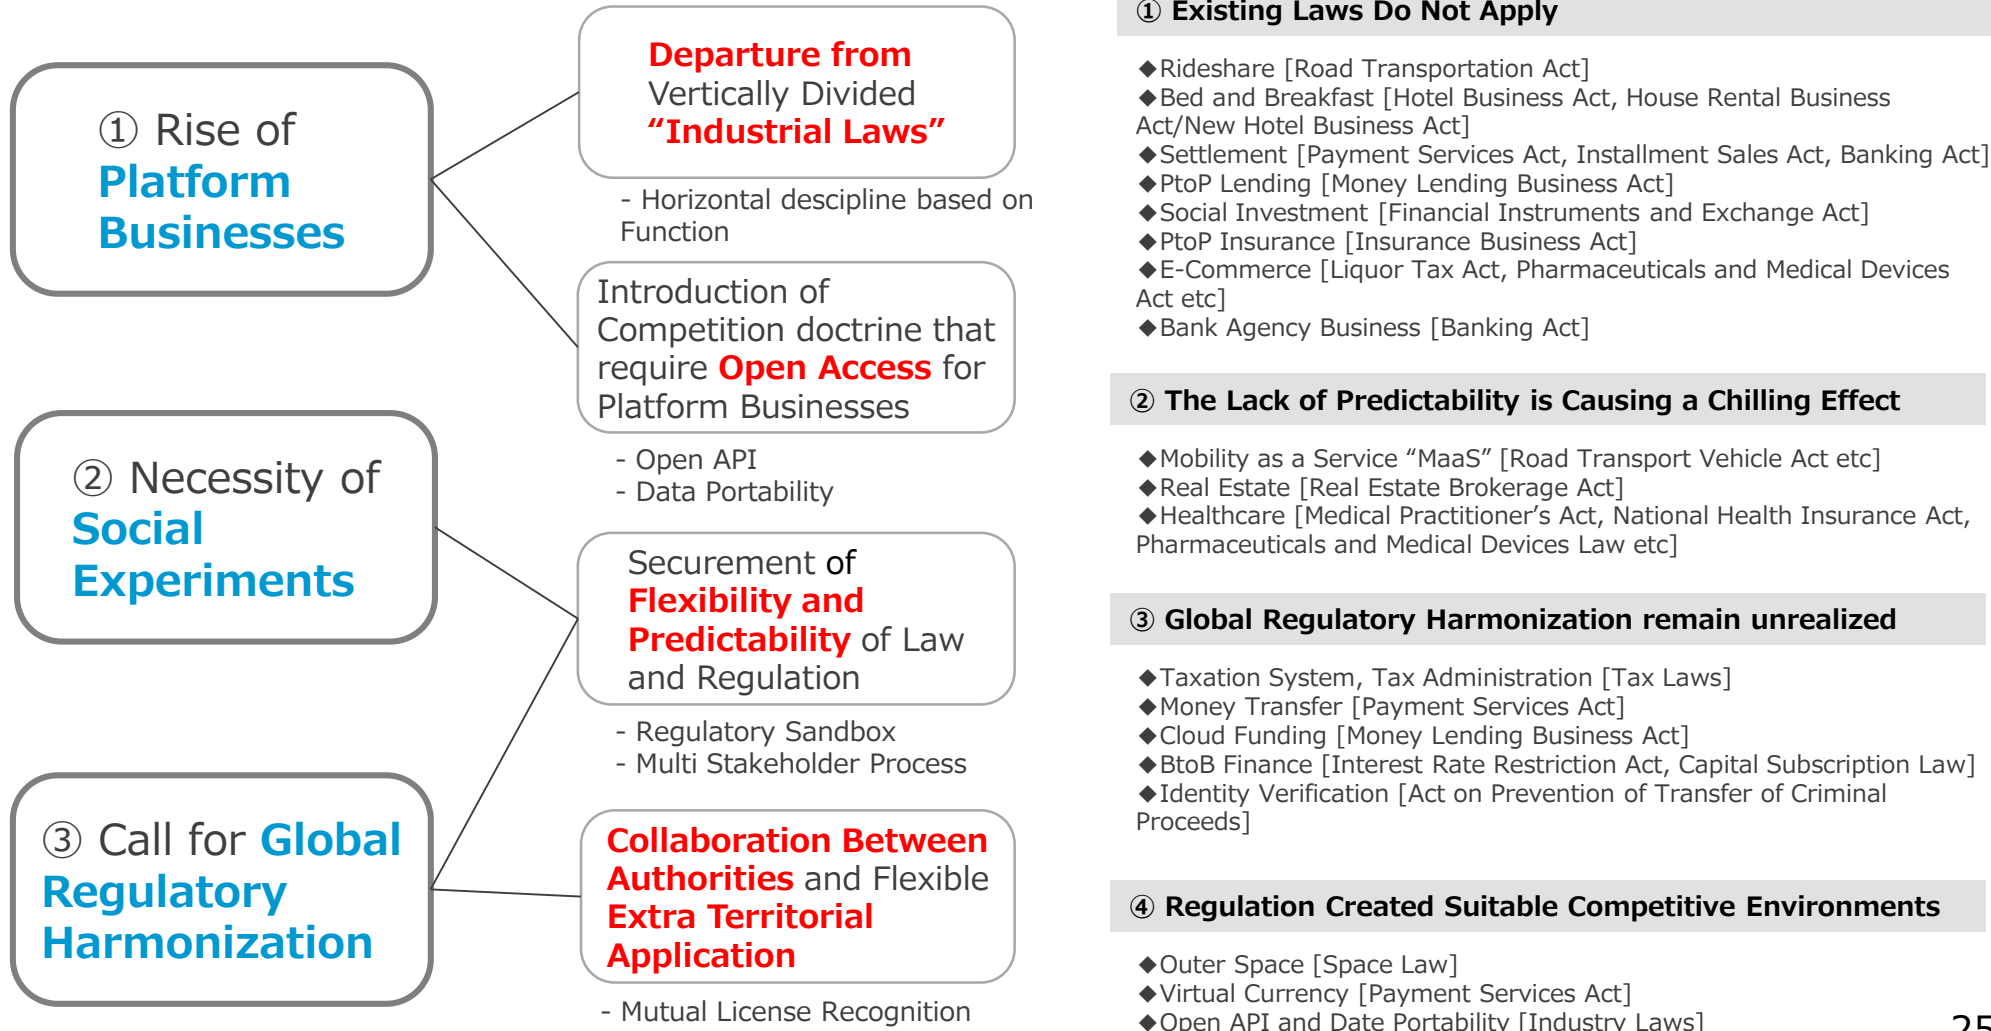 ① Rise of
Platform
Businesses
② Necessity of
Social
Experiments
③ Call for Global
Regulatory
Harmonization
Departure from
Vertically Divided
“Industrial Laws”
- Horizontal descipline based on
Function
Introduction of
Competition doctrine that
require Open Access for
Platform Businesses
- Open API
- Data Portability
Securement of
Flexibility and
Predictability of Law
and Regulation
- Regulatory Sandbox
- Multi Stakeholder Process
Collaboration Between
Authorities and Flexible
Extra Territorial
Application
- Mutual License Recognition
① Existing Laws Do Not Apply
◆Rideshare [Road Transportation Act]
◆Bed and Breakfast [Hotel Business Act, House Rental Business
Act/New Hotel Business Act]
◆Settlement [Payment Services Act, Installment Sales Act, Banking Act]
◆PtoP Lending [Money Lending Business Act]
◆Social Investment [Financial Instruments and Exchange Act]
◆PtoP Insurance [Insurance Business Act]
◆E-Commerce [Liquor Tax Act, Pharmaceuticals and Medical Devices
Act etc]
◆Bank Agency Business [Banking Act]
② The Lack of Predictability is Causing a Chilling Effect
◆Mobility as a Service “MaaS” [Road Transport Vehicle Act etc]
◆Real Estate [Real Estate Brokerage Act]
◆Healthcare [Medical Practitioner’s Act, National Health Insurance Act,
Pharmaceuticals and Medical Devices Law etc]
③ Global Regulatory Harmonization remain unrealized
◆Taxation System, Tax Administration [Tax Laws]
◆Money Transfer [Payment Services Act]
◆Cloud Funding [Money Lending Business Act]
◆BtoB Finance [Interest Rate Restriction Act, Capital Subscription Law]
◆Identity Verification [Act on Prevention of Transfer of Criminal
Proceeds]
④ Regulation Created Suitable Competitive Environments
◆Outer Space [Space Law]
◆Virtual Currency [Payment Services Act]
◆Open API and Date Portability [Industry Laws]
25